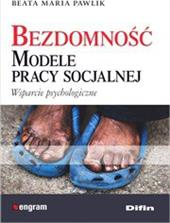 BEATA MARIA PAWLIK
BEZDOMNOŚĆ
MODELE
PRACY SOCJALNEJ
Wsparcie psychologiczne
engram
Difin